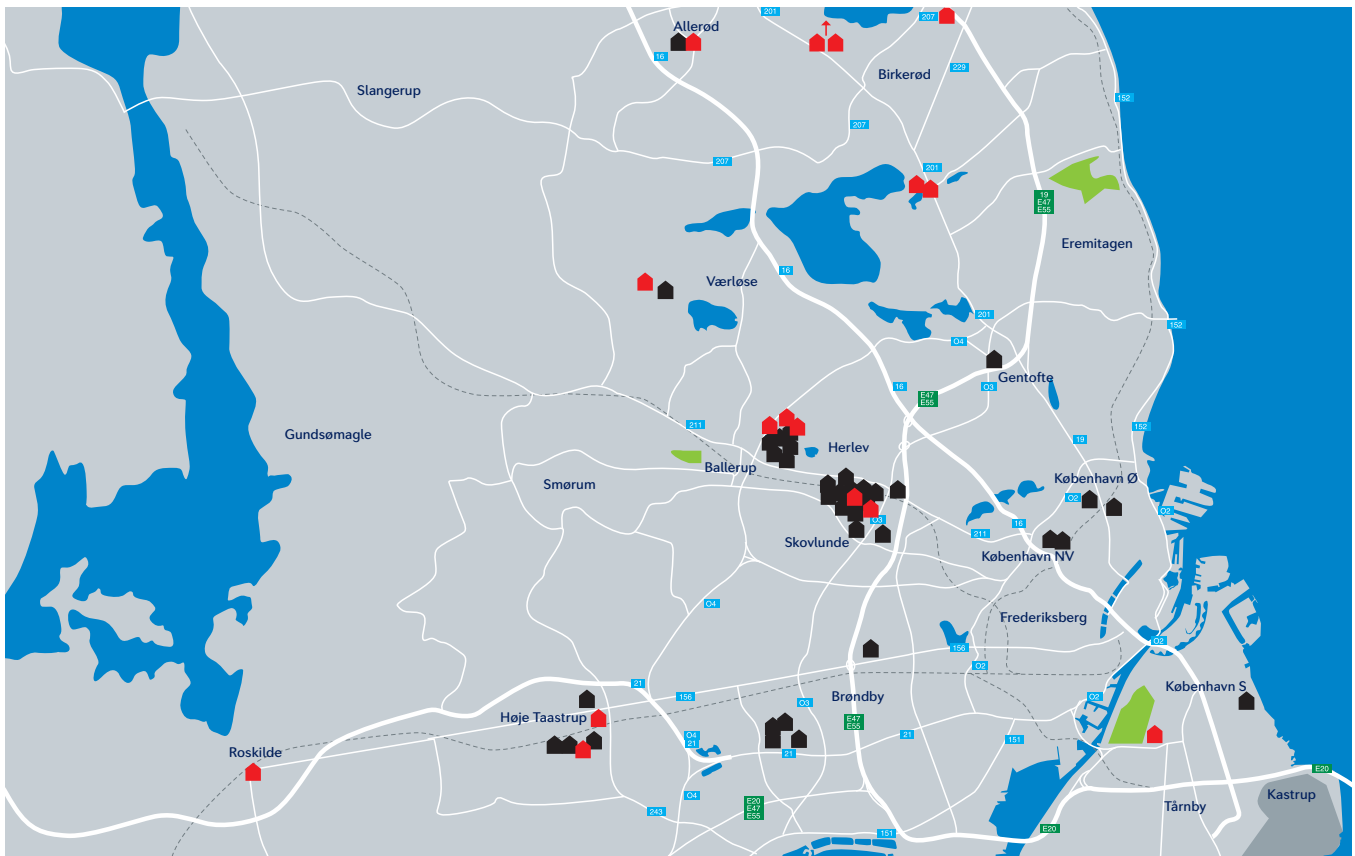 201
207
Allerød
16
Birkerød
229
Slangerup
152
207
207
201
19
E47
E55
Eremitagen
16
Værløse
201
152
O4
Gentofte
16
O3
E47
E55
211
152
Gundsømagle
19
Herlev
Ballerup
København Ø
Smørum
O2
O2
O3
16
211
Skovlunde
København NV
O4
Frederiksberg
O2
156
O2
21
København S
156
Brøndby
O2
O3
Høje Taastrup
E47
E55
O4
21
21
151
Roskilde
21
E20
O4
Kastrup
E20
E47
E55
Tårnby
243
E20
151